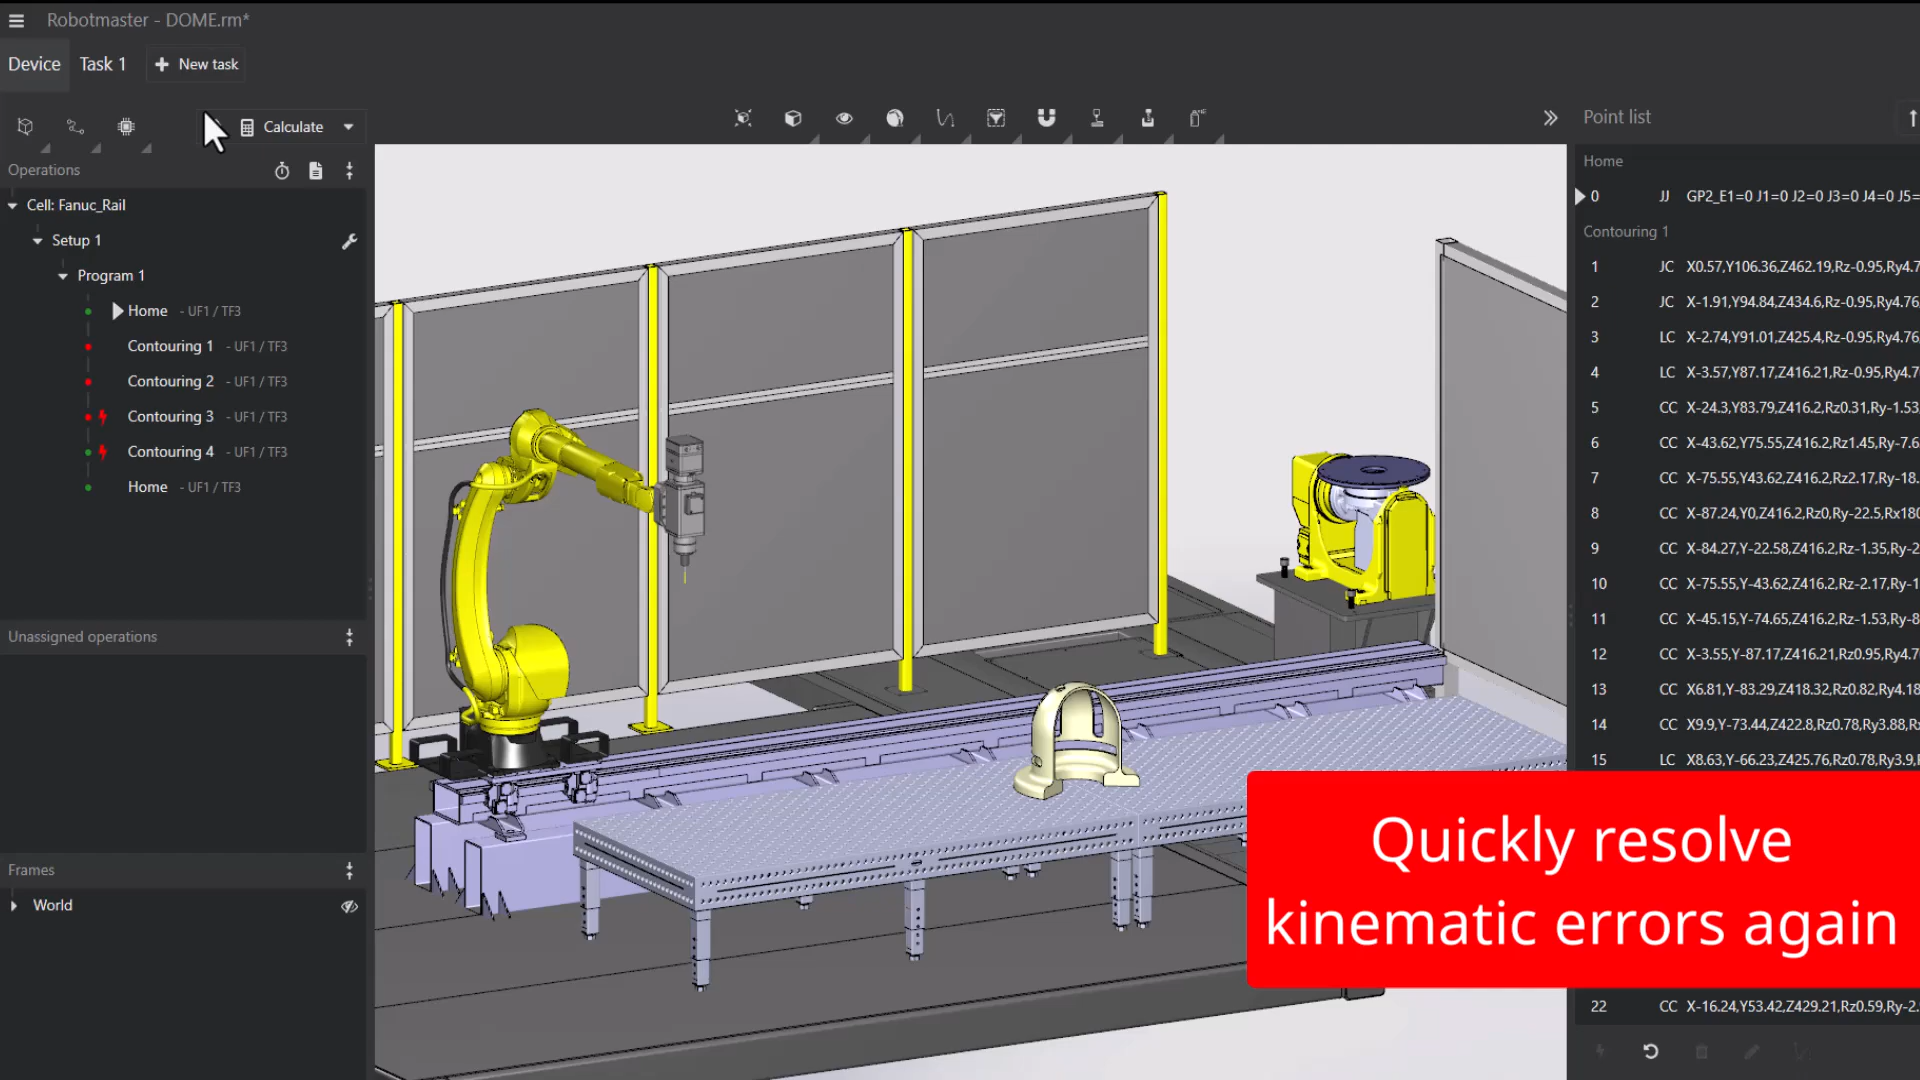 Robotmaster - DOME.rm*
Device Task 1 New task
Calculate
Operations
Cell: Fanuc_Rail
Setup 1
Program 1
Home - UF1 / TF3
Contouring 1 - UF1 / TF3
Contouring 2 - UF1 / TF3
Contouring 3 - UF1 / TF3
Contouring 4 - UF1 / TF3
Home - UF1 / TF3
Unassigned operations
Frames
World
Point list
Home
0 JJ GP2_E1=0 J1=0 J2=0 J3=0 J4=0 J5=
Contouring 1
1 JC X0.57,Y106.36,Z462.19,Rz-0.95,Ry4.7
2 JC X-1.91,Y94.84,Z434.6,Rz-0.95,Ry4.76,
3 LC X-2.74,Y91.01,Z425.4,Rz-0.95,Ry4.76,
4 LC X-3.57,Y87.17,Z416.21,Rz-0.95,Ry4.7
5 CC X-24.3,Y83.79,Z416.2,Rz0.31,Ry-1.53,
6 CC X-43.62,Y75.55,Z416.2,Rz1.45,Ry-7.6
7 CC X-75.55,Y43.62,Z416.2,Rz2.17,Ry-18.
8 CC X-87.24,Y0,Z416.2,Rz0,Ry-22.5,Rx180
9 CC X-84.27,Y-22.58,Z416.2,Rz-1.35,Ry-2
10 CC X-75.55,Y-43.62,Z416.2,Rz-2.17,Ry-1
11 CC X-45.15,Y-74.65,Z416.2,Rz-1.53,Ry-8
12 CC X-3.55,Y-87.17,Z416.21,Rz0.95,Ry4.7
13 CC X6.81,Y-83.29,Z418.32,Rz0.82,Ry4.18
14 CC X9.9,Y-73.44,Z422.8,Rz0.78,Ry3.88,R
15 LC X8.63,Y-66.23,Z425.76,Rz0.78,Ry3.9,
Quickly resolve
kinematic errors again
22 CC X-16.24,Y53.42,Z429.21,Rz0.59,Ry-2.